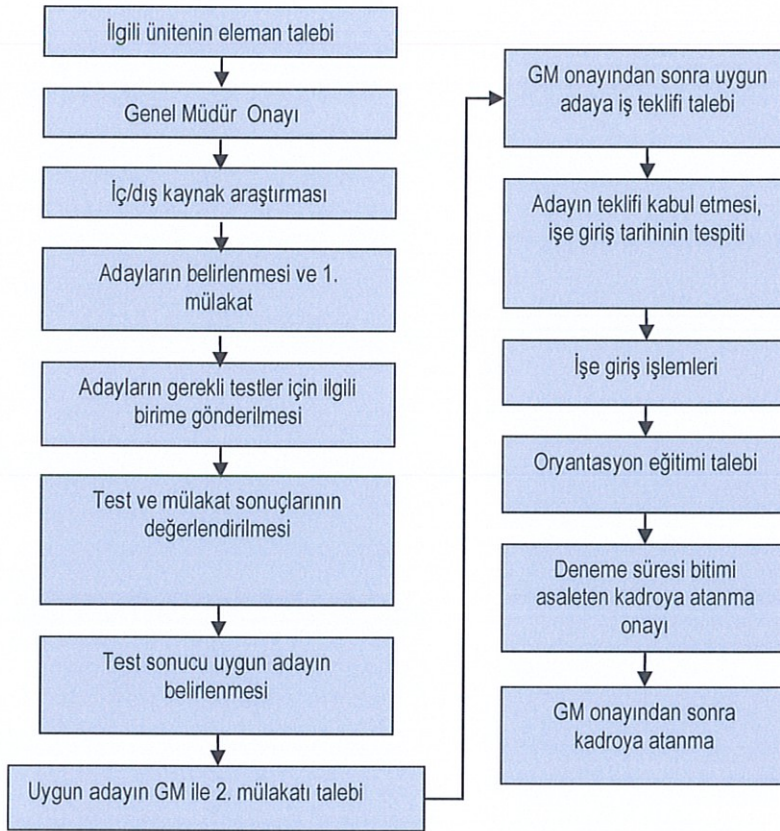 İlgili ünitenin eleman talebi
Genel Müdür Onayı
İç/dış kaynak araştırması
Adayların belirlenmesi ve 1.
mülakat
Adayların gerekli testler için ilgili
birime gönderilmesi
Test ve mülakat sonuçlarının
değerlendirilmesi
Test sonucu uygun adayın
belirlenmesi
Uygun adayın GM ile 2. mülakatı talebi
GM onayından sonra uygun
adaya iş teklifi talebi
Adayın teklifi kabul etmesi,
işe giriş tarihinin tespiti
İşe giriş işlemleri
Oryantasyon eğitimi talebi
Deneme süresi bitimi
asaleten kadroya atanma
onayı
GM onayından sonra
kadroya atanma